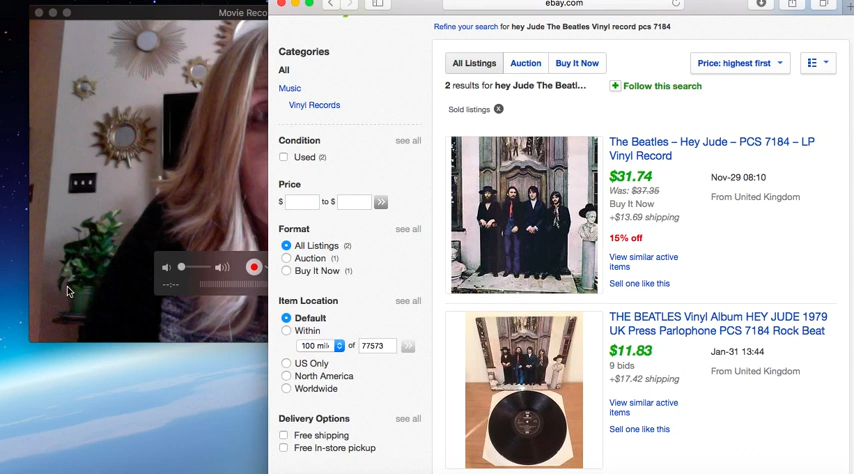 Movie Reco
ebay.com
Refine your search for hey Jude The Beatles Vinyl record pcs 7184
Categories
All
Music
Vinyl Records
Condition see all
Used (2)
Price
$ to $
Format see all
All Listings (2)
Auction (1)
Buy It Now (1)
Item Location see all
Default
Within
100 mil of 77573
US Only
North America
Worldwide
Delivery Options see all
Free shipping
Free In-store pickup
All Listings Auction Buy It Now Price: highest first
2 results for hey Jude The Beatl... Follow this search
Sold listings
The Beatles – Hey Jude – PCS 7184 – LP
Vinyl Record
$31.74 Nov-29 08:10
Was: $37.35
Buy It Now From United Kingdom
+$13.69 shipping
15% off
View similar active
items
Sell one like this
THE BEATLES Vinyl Album HEY JUDE 1979
UK Press Parlophone PCS 7184 Rock Beat
$11.83 Jan-31 13:44
9 bids
+$17.42 shipping From United Kingdom
View similar active
items
Sell one like this
--:--